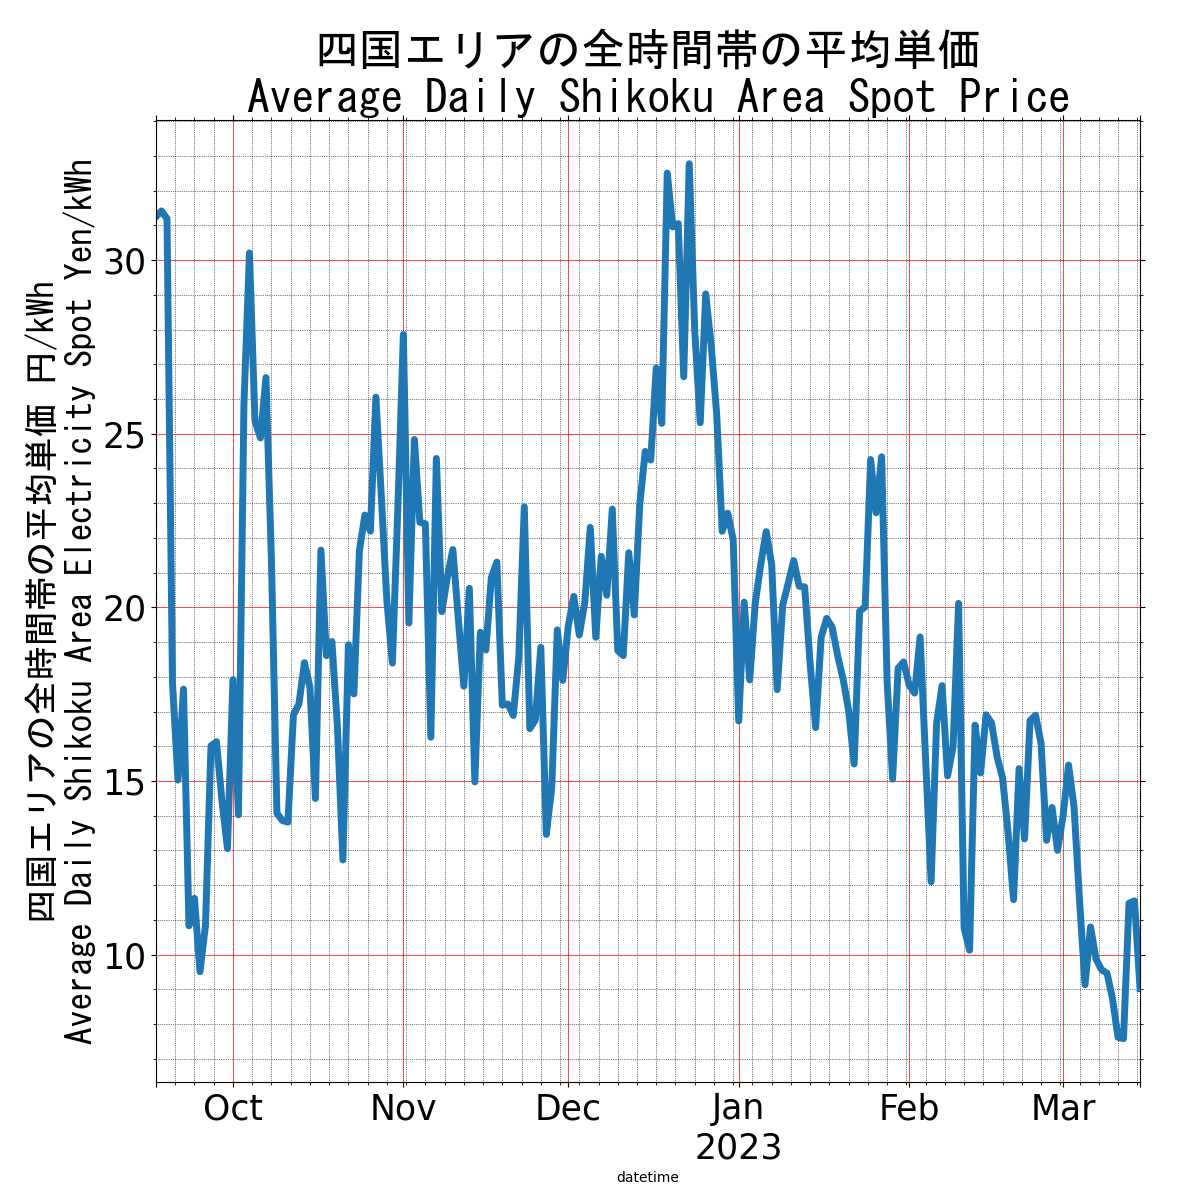 四国エリアの全時間帯の平均単価
Average Daily Shikoku Area Spot Price
四国エリアの全時間帯の平均単価 円/kWh
Average Daily Shikoku Area Electricity Spot Yen/kWh
30
25
20
15
10
Oct
Nov
Dec
Jan
2023
Feb
Mar
datetime